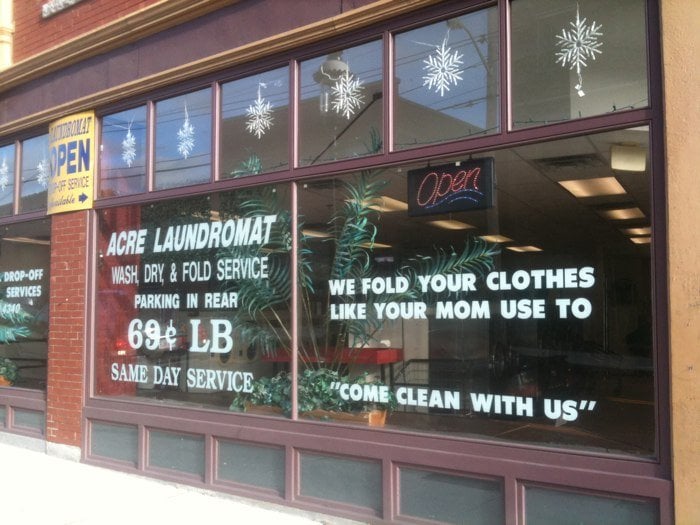 LAUNDROMAT
OPEN
OFF SERVICE
Available
DROP-OFF
SERVICES
ACRE LAUNDROMAT
WASH, DRY, & FOLD SERVICE
PARKING IN REAR
69¢ LB
SAME DAY SERVICE
Open
WE FOLD YOUR CLOTHES
LIKE YOUR MOM USE TO
"COME CLEAN WITH US"